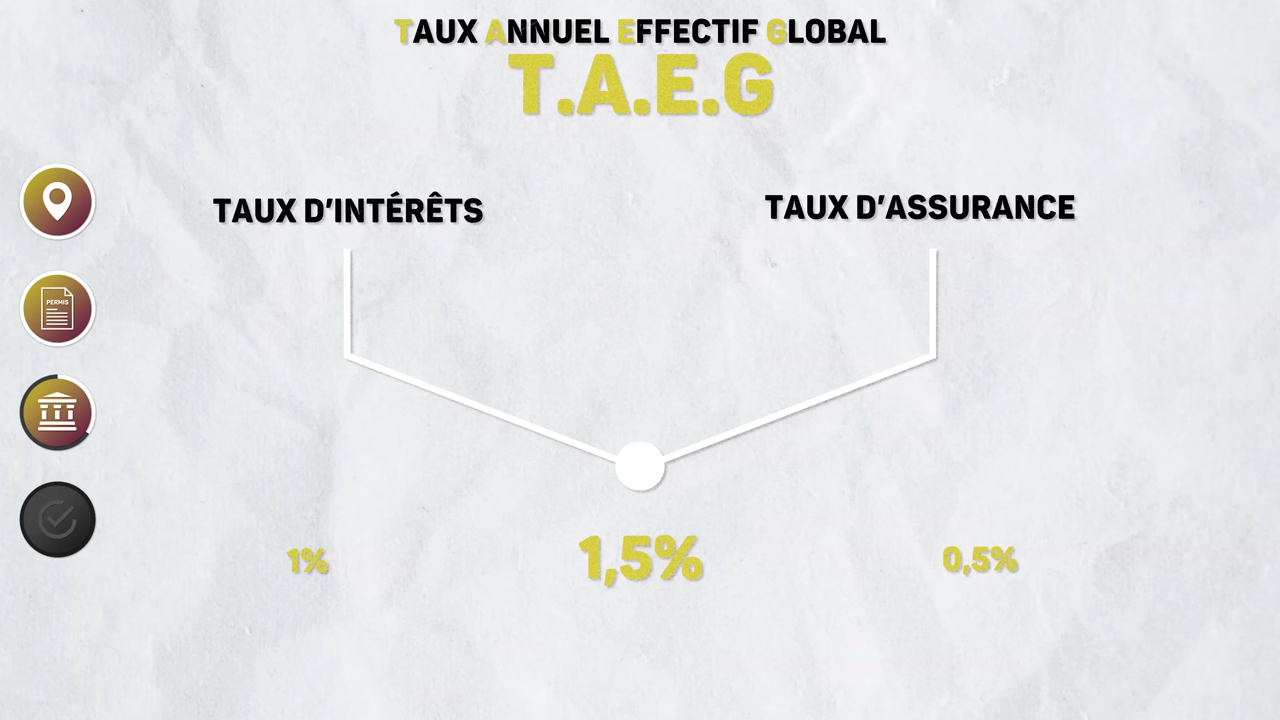 TAUX ANNUEL EFFECTIF GLOBAL
T.A.E.G
TAUX D’INTÉRÊTS
TAUX D’ASSURANCE
PERMIS
1%
1,5%
0,5%